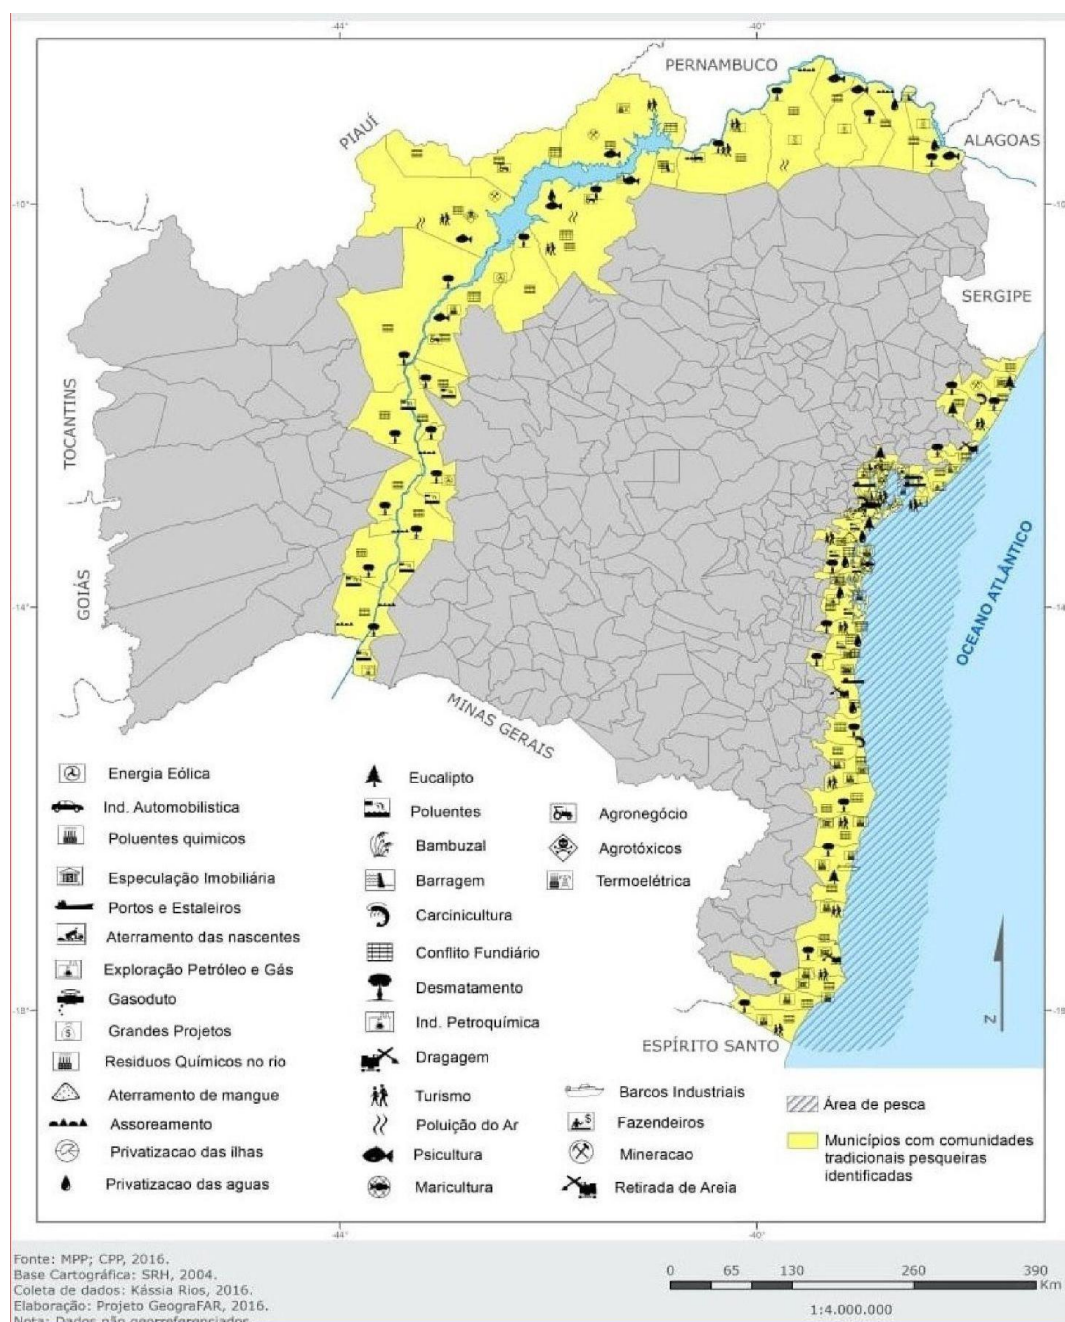 -44
-40
PERNAMBUCO
PIAUÍ
ALAGOAS
-10
-10
SERGIPE
TOCANTINS
OCEANO ATLÂNTICO
GOIÁS
-14
-14
MINAS GERAIS
Energia Eólica
Ind. Automobilistica
Poluentes quimicos
Especulação Imobiliária
Portos e Estaleiros
Aterramento das nascentes
Exploração Petróleo e Gás
Gasoduto
Grandes Projetos
Residuos Químicos no rio
Aterramento de mangue
Assoreamento
Privatizacao das ilhas
Privatizacao das aguas
Eucalipto
Poluentes
Bambuzal
Barragem
Carcinicultura
Conflito Fundiário
Desmatamento
Ind. Petroquímica
Dragagem
Turismo
Poluição do Ar
Psicultura
Maricultura
Agronegócio
Agrotóxicos
Termoelétrica
Barcos Industriais
Fazendeiros
Mineracao
Retirada de Areia
-18
ESPÍRITO SANTO
N
Área de pesca
Municípios com comunidades
tradicionais pesqueiras
identificadas
-44
-40
Fonte: MPP; CPP, 2016.
Base Cartográfica: SRH, 2004.
Coleta de dados: Kássia Rios, 2016.
Elaboração: Projeto GeografAR, 2016.
Nota: Dados não georreferenciados
0 65 130 260 390
Km
1:4.000.000